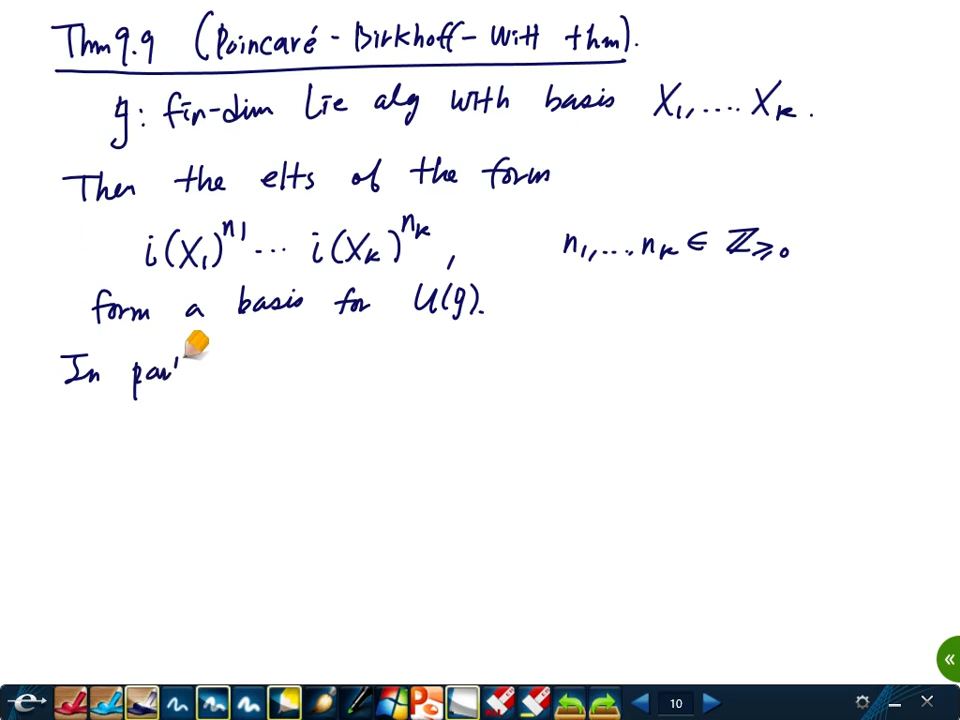 Thm 9.9 (Poincaré - Birkhoff - Witt thm).
g: fin-dim Lie alg with basis X₁, .... Xₖ.
Then the elts of the form
i(X₁)^{n₁} ... i(Xₖ)^{nₖ}, n₁, ..., nₖ ∈ ℤ≥₀
form a basis for U(g).
In par
10